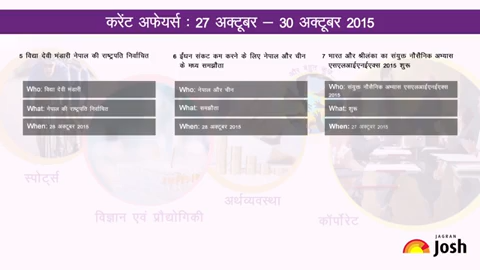 करेंट अफेयर्स : 27 अक्टूबर – 30 अक्टूबर 2015
5 विद्या देवी भंडारी नेपाल की राष्ट्रपति निर्वाचित
Who: विद्या देवी भंडारी
What: नेपाल की राष्ट्रपति निर्वाचित
When: 28 अक्टूबर 2015
6 ईंधन संकट कम करने के लिए नेपाल और चीन
के मध्य समझौता
Who: नेपाल और चीन
What: समझौता
When: 28 अक्टूबर 2015
7 भारत और श्रीलंका का संयुक्त नौसैनिक अभ्यास
एसएलआईएनईएक्स 2015 शुरू
Who: संयुक्त नौसैनिक अभ्यास एसएलआईएनईएक्स
2015
What: शुरू
When: 27 अक्टूबर 2015
स्पोर्ट्स
विज्ञान एवं प्रौद्योगिकी
अर्थव्यवस्था
कॉर्पोरेट
JAGRAN
Josh